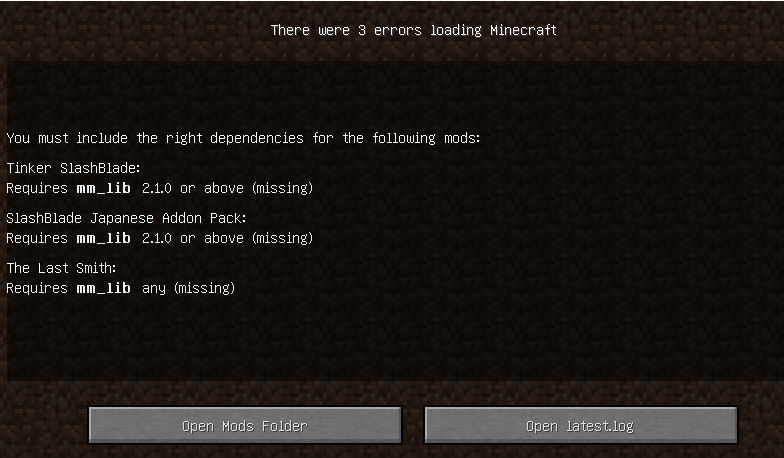 There were 3 errors loading Minecraft
You must include the right dependencies for the following mods:
Tinker SlashBlade:
Requires mm_lib 2.1.0 or above (missing)
SlashBlade Japanese Addon Pack:
Requires mm_lib 2.1.0 or above (missing)
The Last Smith:
Requires mm_lib any (missing)
Open Mods Folder
Open latest.log